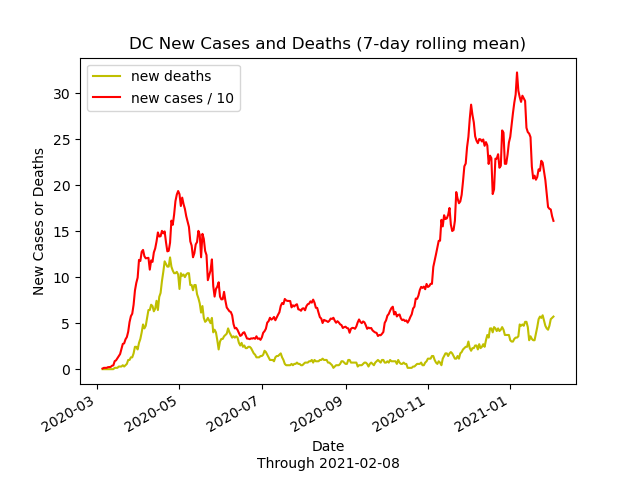 DC New Cases and Deaths (7-day rolling mean)
new deaths
new cases / 10
30
25
20
15
10
5
0
New Cases or Deaths
2020-03
2020-05
2020-07
2020-09
2020-11
2021-01
Date
Through 2021-02-08